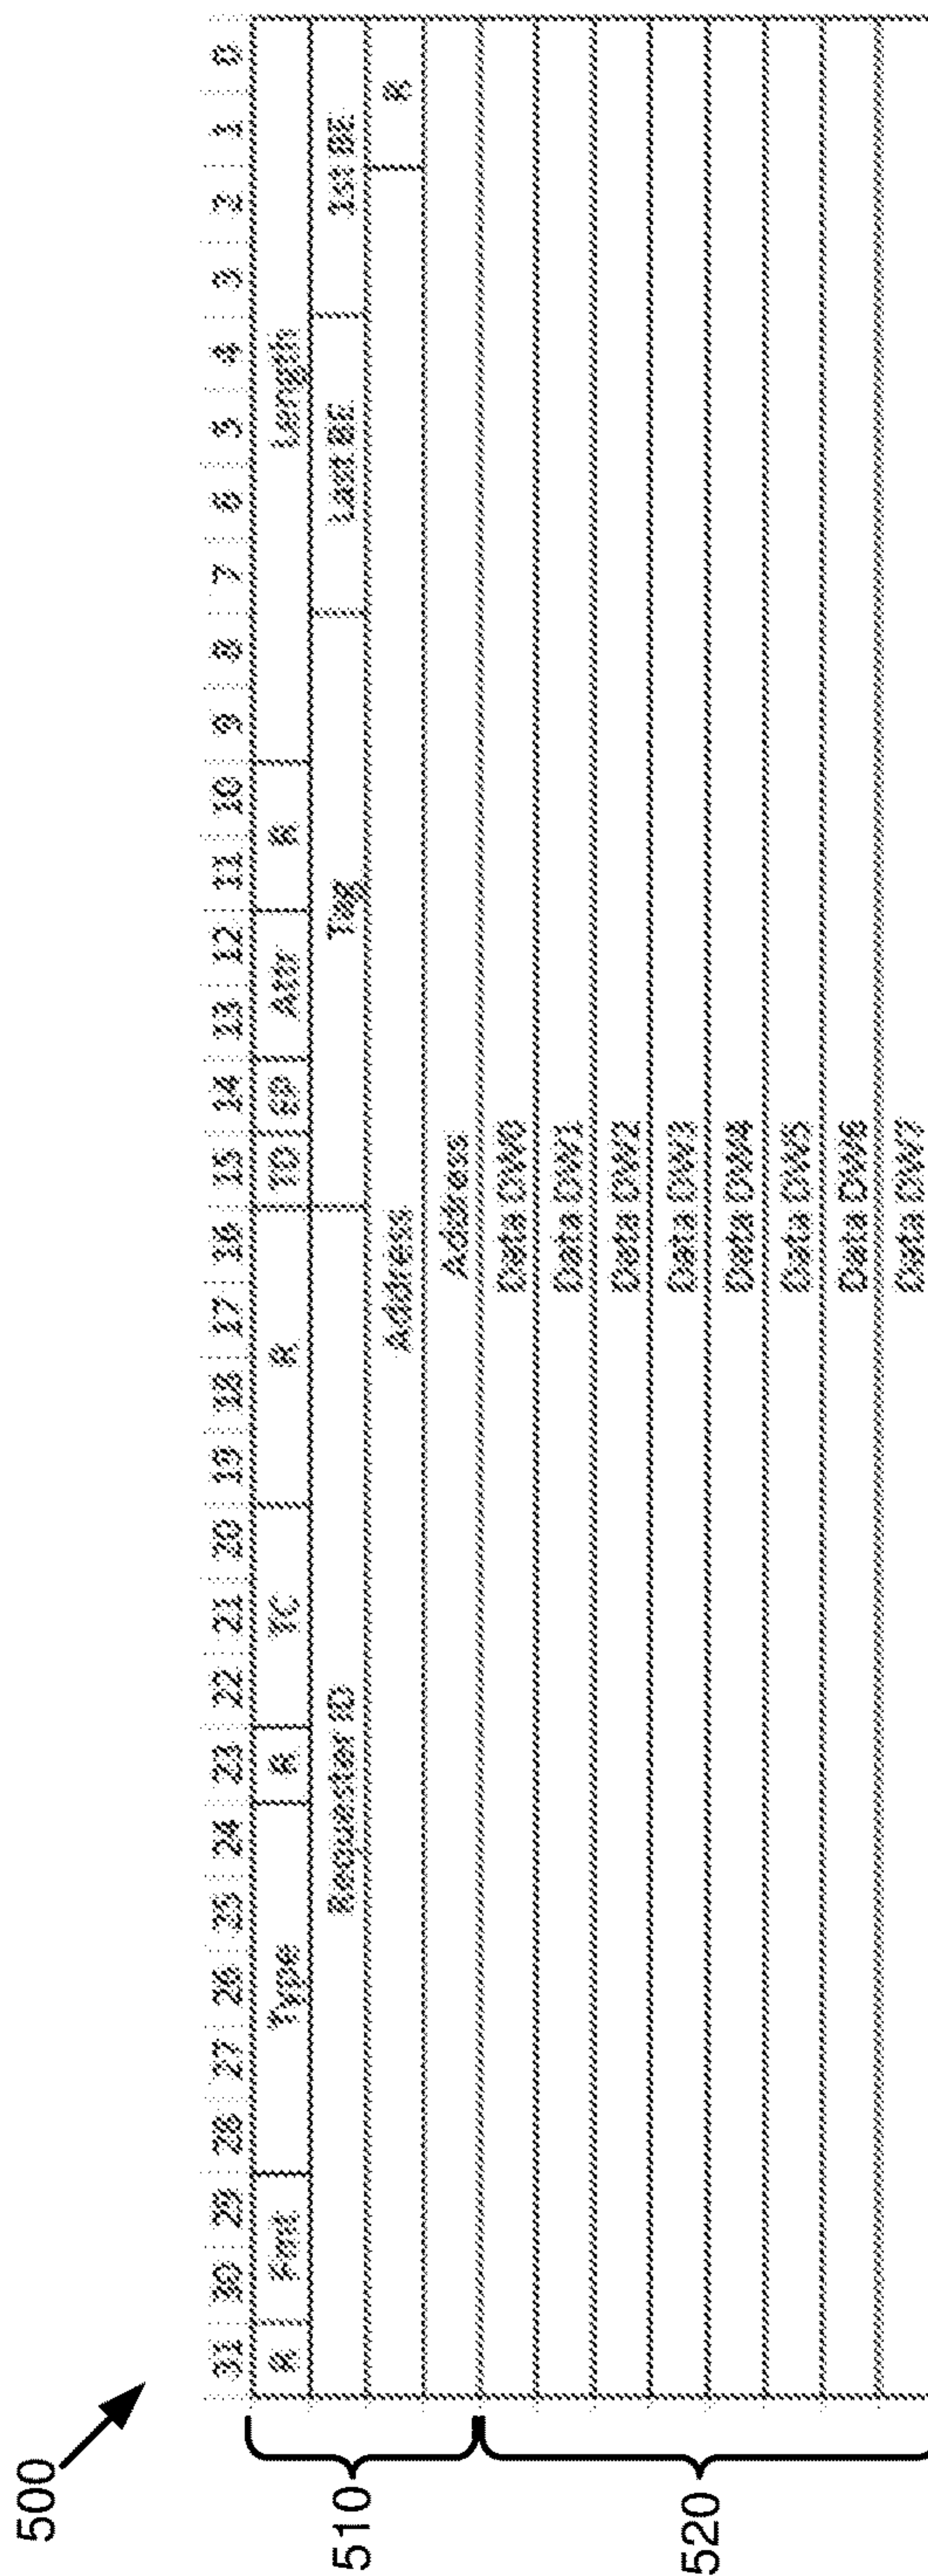 500
31 30 29 28 27 26 25 24 23 22 21 20 19 18 17 16 15 14 13 12 11 10 9 8 7 6 5 4 3 2 1 0
510
R Fmt Type R TC R TD EP Attr R Length
Requester ID Tag Last BE 1st BE
Address R
Address
520
Data DW0
Data DW1
Data DW2
Data DW3
Data DW4
Data DW5
Data DW6
Data DW7